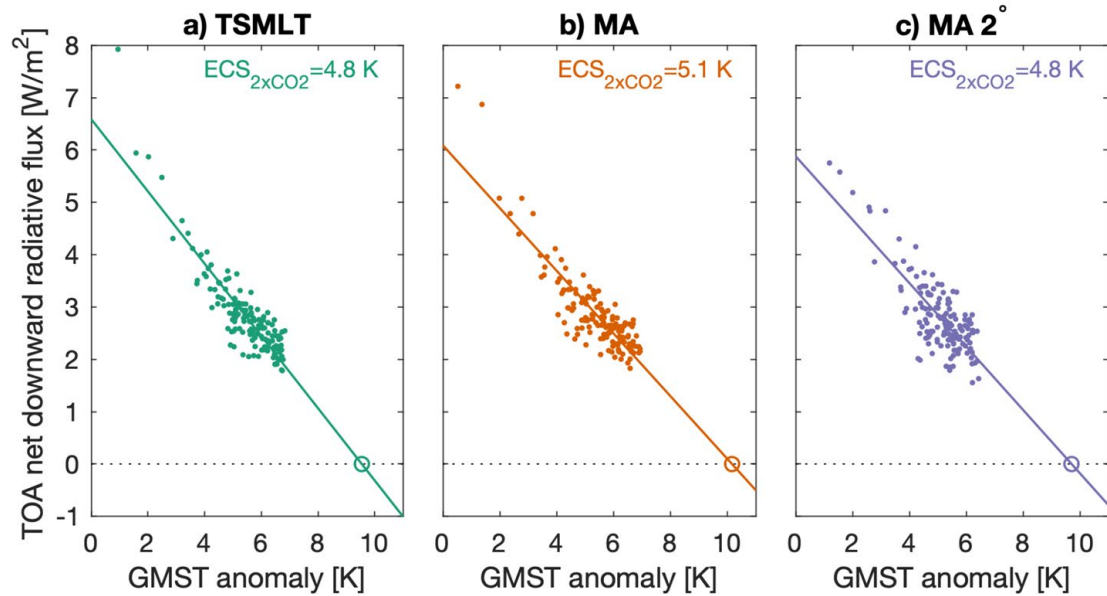 a) TSMLT
b) MA
c) MA 2°
ECS2xCO2=4.8 K
ECS2xCO2=5.1 K
ECS2xCO2=4.8 K
TOA net downward radiative flux [W/m2]
8
7
6
5
4
3
2
1
0
-1
0 2 4 6 8 10
0 2 4 6 8 10
0 2 4 6 8 10
GMST anomaly [K]
GMST anomaly [K]
GMST anomaly [K]